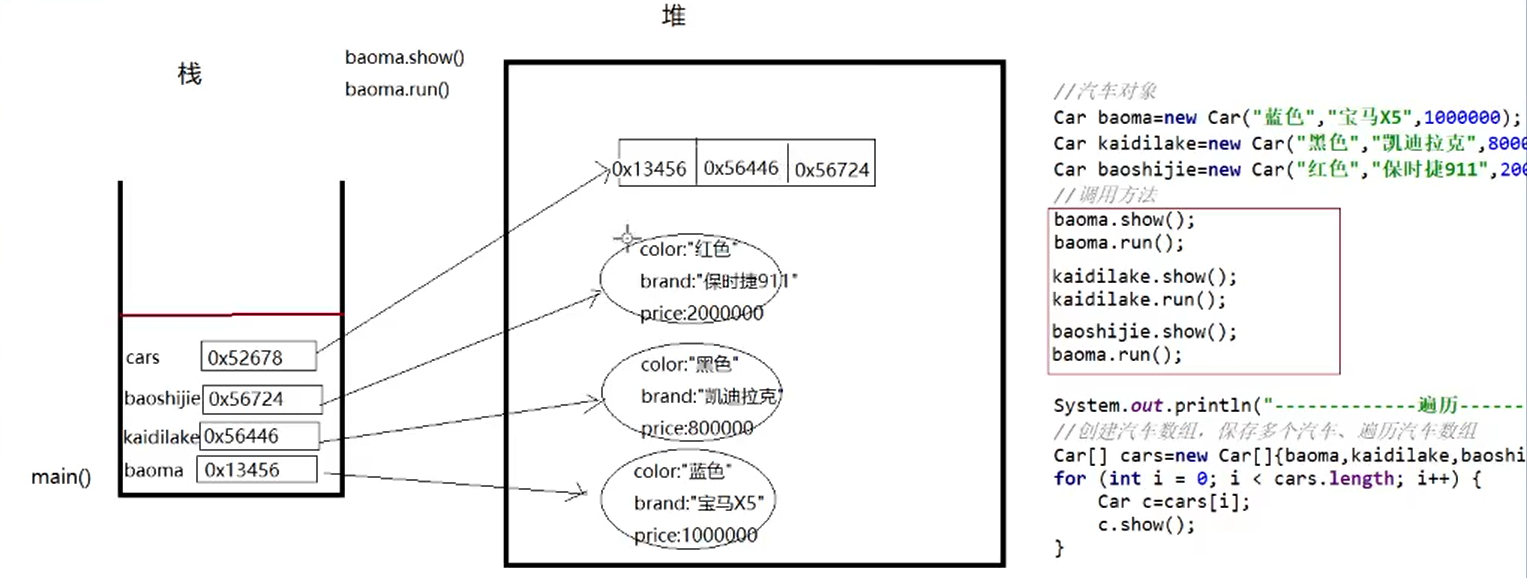 堆
栈
baoma.show()
baoma.run()
0x13456 0x56446 0x56724
color:"红色"
brand:"保时捷911"
price:2000000
color:"黑色"
brand:"凯迪拉克"
price:800000
color:"蓝色"
brand:"宝马X5"
price:1000000
cars 0x52678
baoshijie 0x56724
kaidilake 0x56446
baoma 0x13456
main()
//汽车对象
Car baoma=new Car("蓝色","宝马X5",1000000);
Car kaidilake=new Car("黑色","凯迪拉克",8000
Car baoshijie=new Car("红色","保时捷911",200
//调用方法
baoma.show();
baoma.run();
kaidilake.show();
kaidilake.run();
baoshijie.show();
baoma.run();
System.out.println("-------------遍历------
//创建汽车数组，保存多个汽车、遍历汽车数组
Car[] cars=new Car[]{baoma,kaidilake,baoshi
for (int i = 0; i < cars.length; i++) {
Car c=cars[i];
c.show();
}